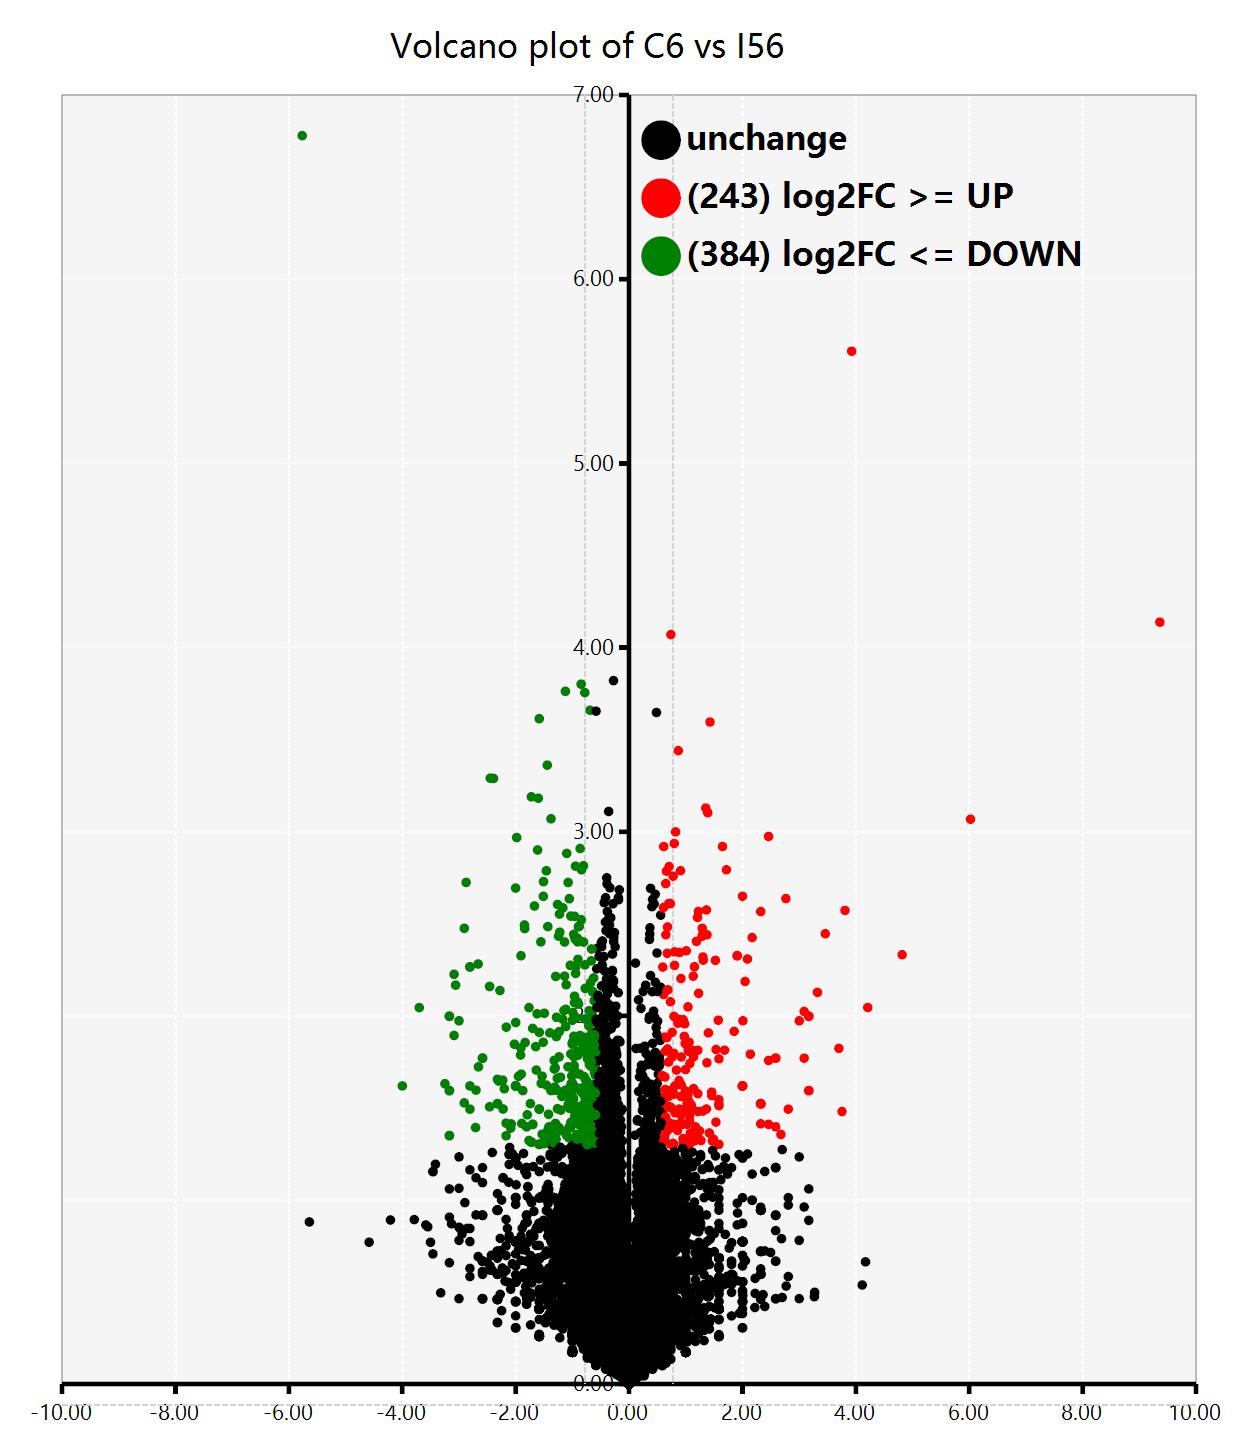 Volcano plot of C6 vs I56
7.00
unchange
(243) log2FC >= UP
(384) log2FC <= DOWN
6.00
5.00
4.00
3.00
0.00
-10.00 -8.00 -6.00 -4.00 -2.00 0.00 2.00 4.00 6.00 8.00 10.00